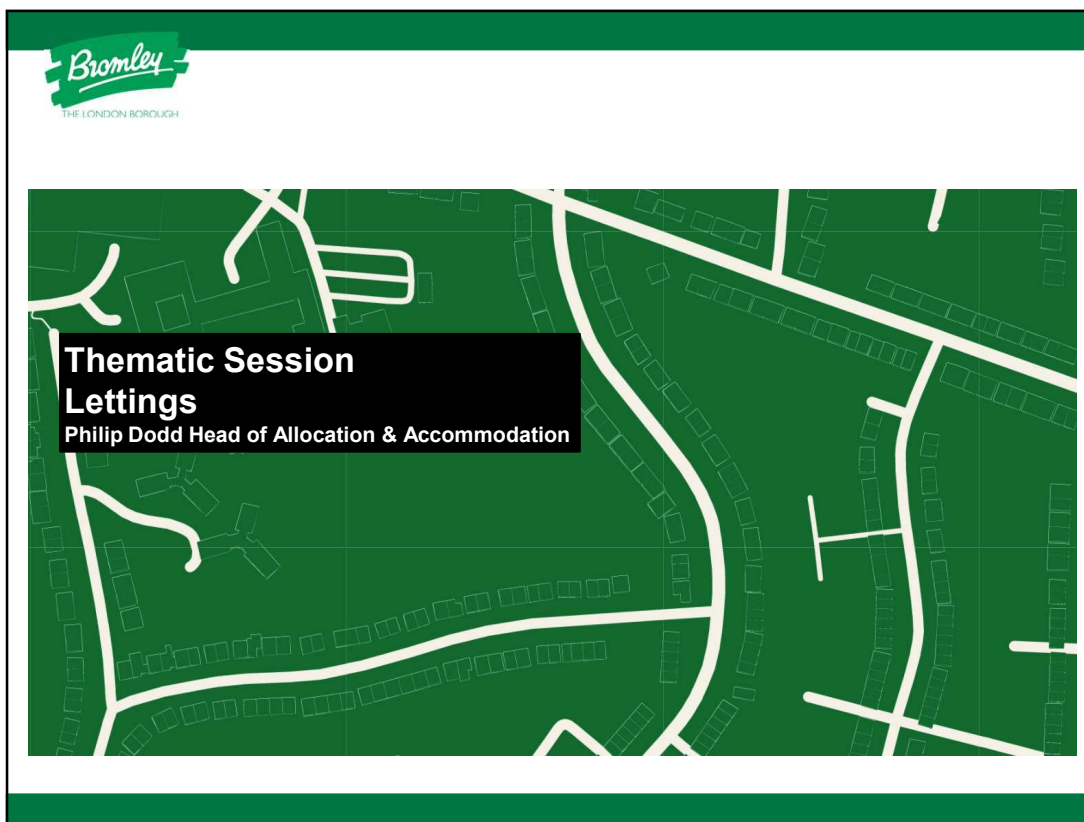 Bromley
THE LONDON BOROUGH
Thematic Session
Lettings
Philip Dodd Head of Allocation & Accommodation